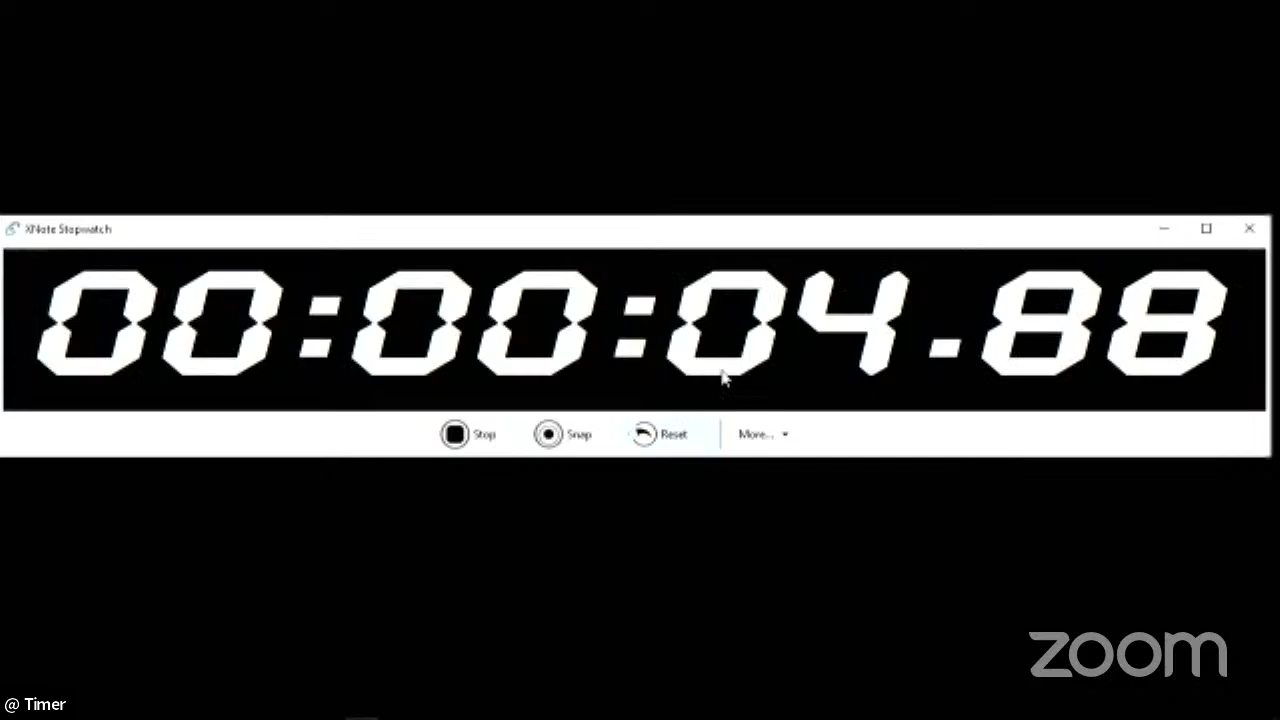 XNote Stopwatch
00:00:04.88
Stop Snap Reset More...
zoom
@ Timer